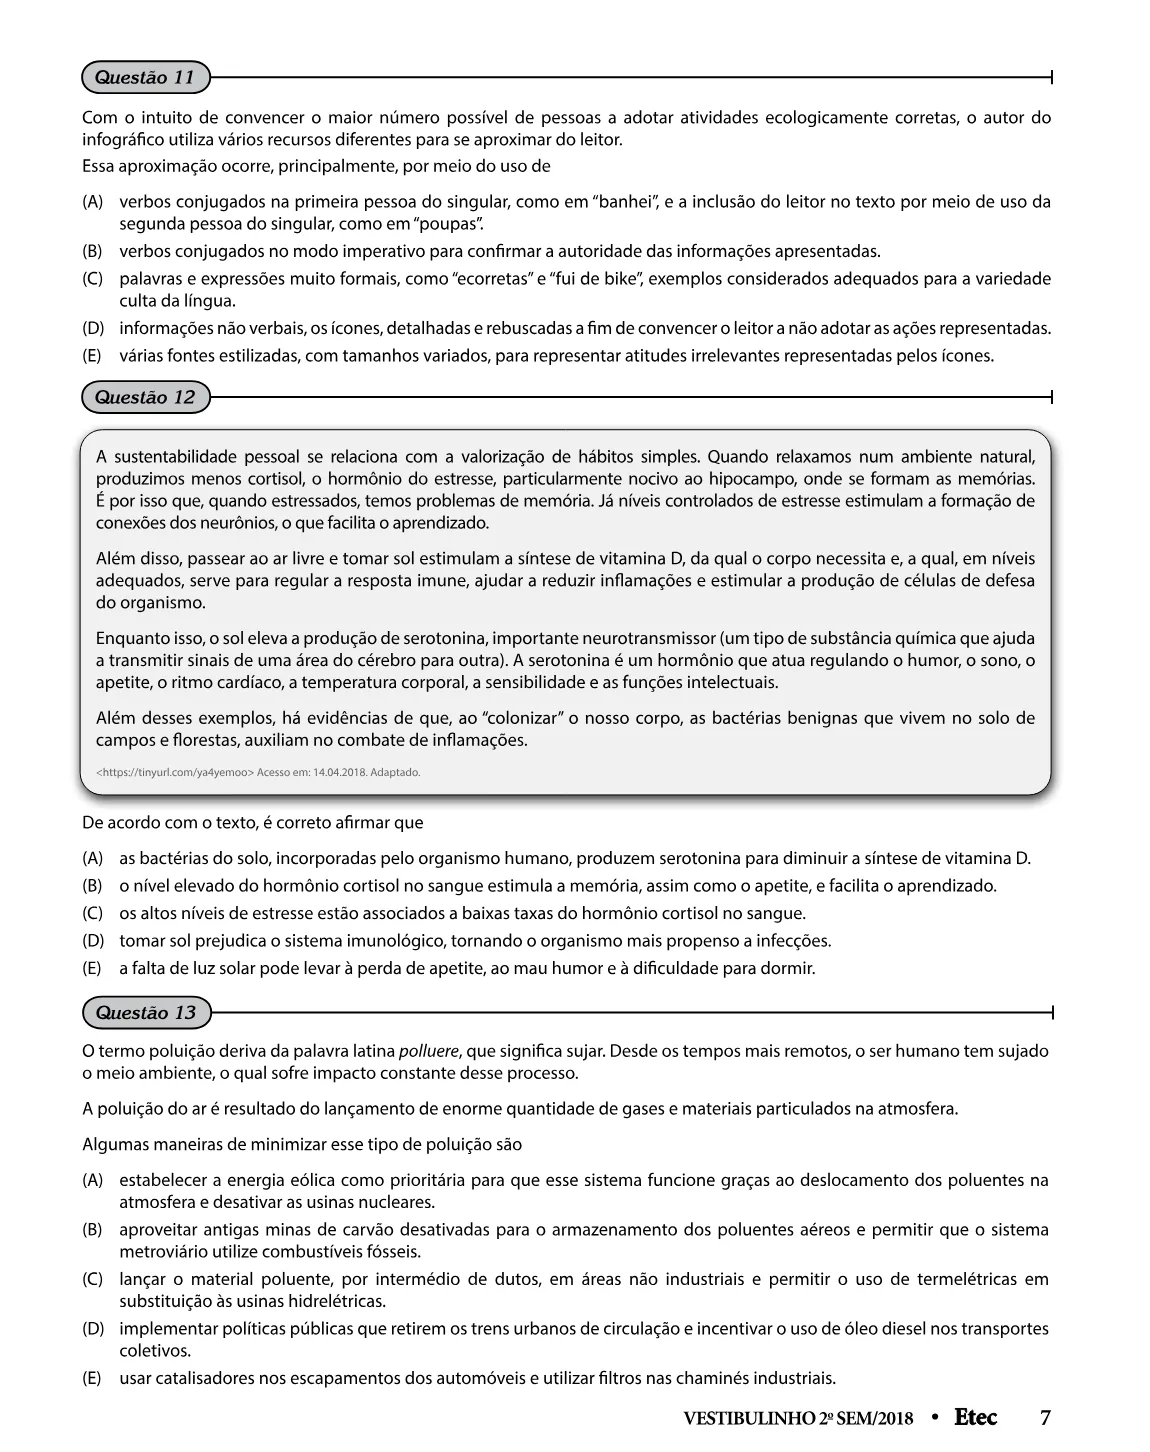 Questão 11
Com o intuito de convencer o maior número possível de pessoas a adotar atividades ecologicamente corretas, o autor do
infográfico utiliza vários recursos diferentes para se aproximar do leitor.
Essa aproximação ocorre, principalmente, por meio do uso de
(A) verbos conjugados na primeira pessoa do singular, como em “banhei”, e a inclusão do leitor no texto por meio de uso da
segunda pessoa do singular, como em “poupas”.
(B) verbos conjugados no modo imperativo para confirmar a autoridade das informações apresentadas.
(C) palavras e expressões muito formais, como “ecorretas” e “fui de bike”, exemplos considerados adequados para a variedade
culta da língua.
(D) informações não verbais, os ícones, detalhadas e rebuscadas a fim de convencer o leitor a não adotar as ações representadas.
(E) várias fontes estilizadas, com tamanhos variados, para representar atitudes irrelevantes representadas pelos ícones.
Questão 12
A sustentabilidade pessoal se relaciona com a valorização de hábitos simples. Quando relaxamos num ambiente natural,
produzimos menos cortisol, o hormônio do estresse, particularmente nocivo ao hipocampo, onde se formam as memórias.
É por isso que, quando estressados, temos problemas de memória. Já níveis controlados de estresse estimulam a formação de
conexões dos neurônios, o que facilita o aprendizado.
Além disso, passear ao ar livre e tomar sol estimulam a síntese de vitamina D, da qual o corpo necessita e, a qual, em níveis
adequados, serve para regular a resposta imune, ajudar a reduzir inflamações e estimular a produção de células de defesa
do organismo.
Enquanto isso, o sol eleva a produção de serotonina, importante neurotransmissor (um tipo de substância química que ajuda
a transmitir sinais de uma área do cérebro para outra). A serotonina é um hormônio que atua regulando o humor, o sono, o
apetite, o ritmo cardíaco, a temperatura corporal, a sensibilidade e as funções intelectuais.
Além desses exemplos, há evidências de que, ao “colonizar” o nosso corpo, as bactérias benignas que vivem no solo de
campos e florestas, auxiliam no combate de inflamações.
<https://tinyurl.com/ya4yemoo> Acesso em: 14.04.2018. Adaptado.
De acordo com o texto, é correto afirmar que
(A) as bactérias do solo, incorporadas pelo organismo humano, produzem serotonina para diminuir a síntese de vitamina D.
(B) o nível elevado do hormônio cortisol no sangue estimula a memória, assim como o apetite, e facilita o aprendizado.
(C) os altos níveis de estresse estão associados a baixas taxas do hormônio cortisol no sangue.
(D) tomar sol prejudica o sistema imunológico, tornando o organismo mais propenso a infecções.
(E) a falta de luz solar pode levar à perda de apetite, ao mau humor e à dificuldade para dormir.
Questão 13
O termo poluição deriva da palavra latina polluere, que significa sujar. Desde os tempos mais remotos, o ser humano tem sujado
o meio ambiente, o qual sofre impacto constante desse processo.
A poluição do ar é resultado do lançamento de enorme quantidade de gases e materiais particulados na atmosfera.
Algumas maneiras de minimizar esse tipo de poluição são
(A) estabelecer a energia eólica como prioritária para que esse sistema funcione graças ao deslocamento dos poluentes na
atmosfera e desativar as usinas nucleares.
(B) aproveitar antigas minas de carvão desativadas para o armazenamento dos poluentes aéreos e permitir que o sistema
metroviário utilize combustíveis fósseis.
(C) lançar o material poluente, por intermédio de dutos, em áreas não industriais e permitir o uso de termelétricas em
substituição às usinas hidrelétricas.
(D) implementar políticas públicas que retirem os trens urbanos de circulação e incentivar o uso de óleo diesel nos transportes
coletivos.
(E) usar catalisadores nos escapamentos dos automóveis e utilizar filtros nas chaminés industriais.
VESTIBULINHO 2º SEM/2018 • Etec 7